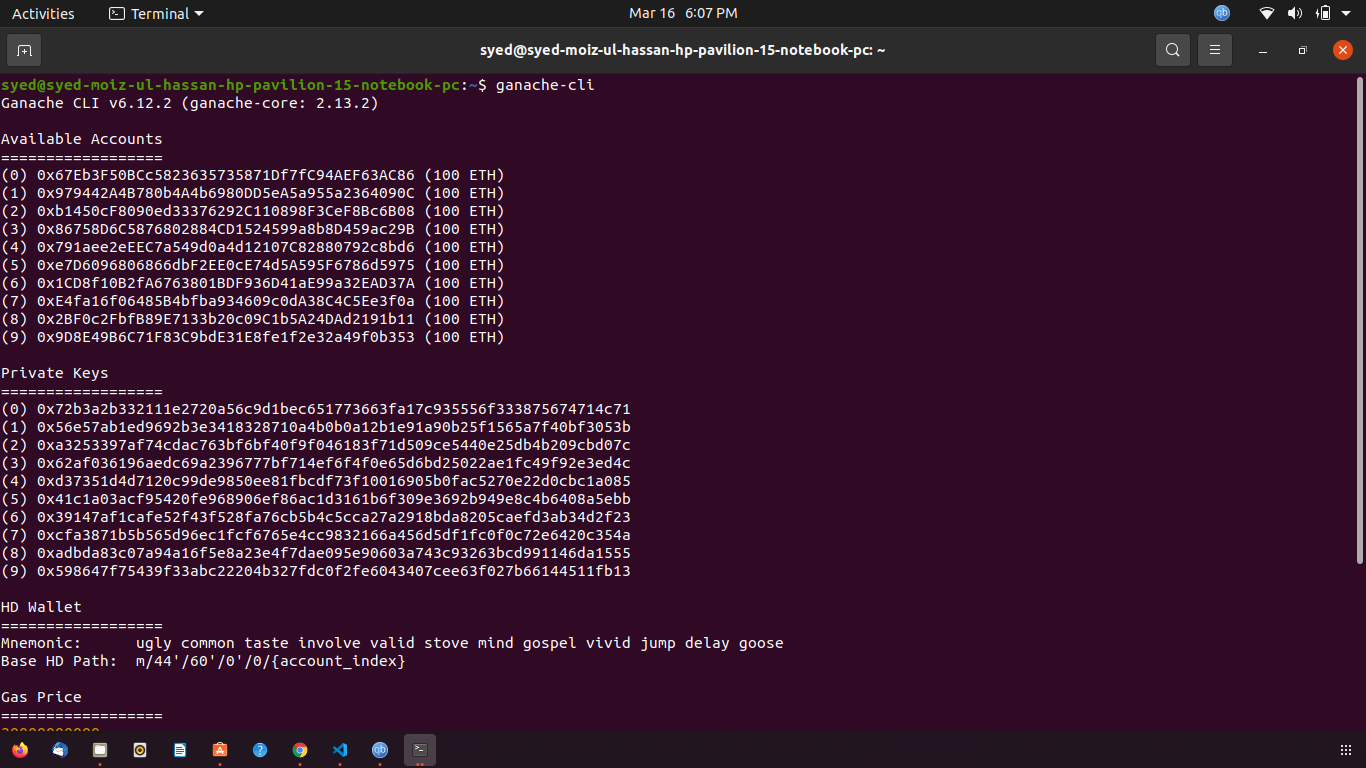 Activities Terminal Mar 16 6:07 PM
syed@syed-moiz-ul-hassan-hp-pavilion-15-notebook-pc: ~
syed@syed-moiz-ul-hassan-hp-pavilion-15-notebook-pc:~$ ganache-cli
Ganache CLI v6.12.2 (ganache-core: 2.13.2)
Available Accounts
==================
(0) 0x67Eb3F50BCc5823635735871Df7fC94AEF63AC86 (100 ETH)
(1) 0x979442A4B780b4A4b6980DD5eA5a955a2364090C (100 ETH)
(2) 0xb1450cF8090ed33376292C110898F3CeF8Bc6B08 (100 ETH)
(3) 0x86758D6C5876802884CD1524599a8b8D459ac29B (100 ETH)
(4) 0x791aee2eEEC7a549d0a4d12107C82880792c8bd6 (100 ETH)
(5) 0xe7D6096806866dbF2EE0cE74d5A595F6786d5975 (100 ETH)
(6) 0x1CD8f10B2fA6763801BDF936D41aE99a32EAD37A (100 ETH)
(7) 0xE4fa16f06485B4bfba934609c0dA38C4C5Ee3f0a (100 ETH)
(8) 0x2BF0c2FbfB89E7133b20c09C1b5A24DAd2191b11 (100 ETH)
(9) 0x9D8E49B6C71F83C9bdE31E8fe1f2e32a49f0b353 (100 ETH)
Private Keys
==================
(0) 0x72b3a2b332111e2720a56c9d1bec651773663fa17c935556f333875674714c71
(1) 0x56e57ab1ed9692b3e3418328710a4b0b0a12b1e91a90b25f1565a7f40bf3053b
(2) 0xa3253397af74cdac763bf6bf40f9f046183f71d509ce5440e25db4b209cbd07c
(3) 0x62af036196aedc69a2396777bf714ef6f4f0e65d6bd25022ae1fc49f92e3ed4c
(4) 0xd37351d4d7120c99de9850ee81fbcdf73f10016905b0fac5270e22d0cbc1a085
(5) 0x41c1a03acf95420fe968906ef86ac1d3161b6f309e3692b949e8c4b6408a5ebb
(6) 0x39147af1cafe52f43f528fa76cb5b4c5cca27a2918bda8205caefd3ab34d2f23
(7) 0xcfa3871b5b565d96ec1fcf6765e4cc9832166a456d5df1fc0f0c72e6420c354a
(8) 0xadbda83c07a94a16f5e8a23e4f7dae095e90603a743c93263bcd991146da1555
(9) 0x598647f75439f33abc22204b327fdc0f2fe6043407cee63f027b66144511fb13
HD Wallet
==================
Mnemonic: ugly common taste involve valid stove mind gospel vivid jump delay goose
Base HD Path: m/44'/60'/0'/0/{account_index}
Gas Price
==================